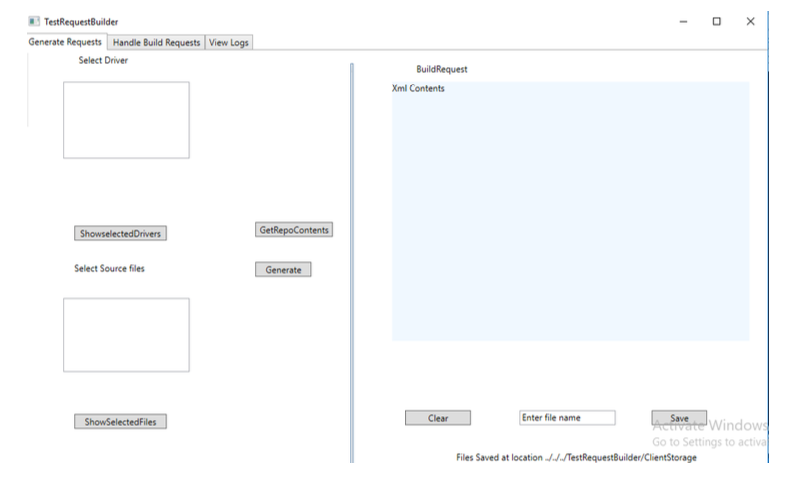 TestRequestBuilder
Generate Requests Handle Build Requests View Logs
Select Driver
ShowselectedDrivers
GetRepoContents
Select Source files
Generate
ShowSelectedFiles
BuildRequest
Xml Contents
Clear
Enter file name
Save
Activate Windows
Go to Settings to activa
Files Saved at location ../../../TestRequestBuilder/ClientStorage